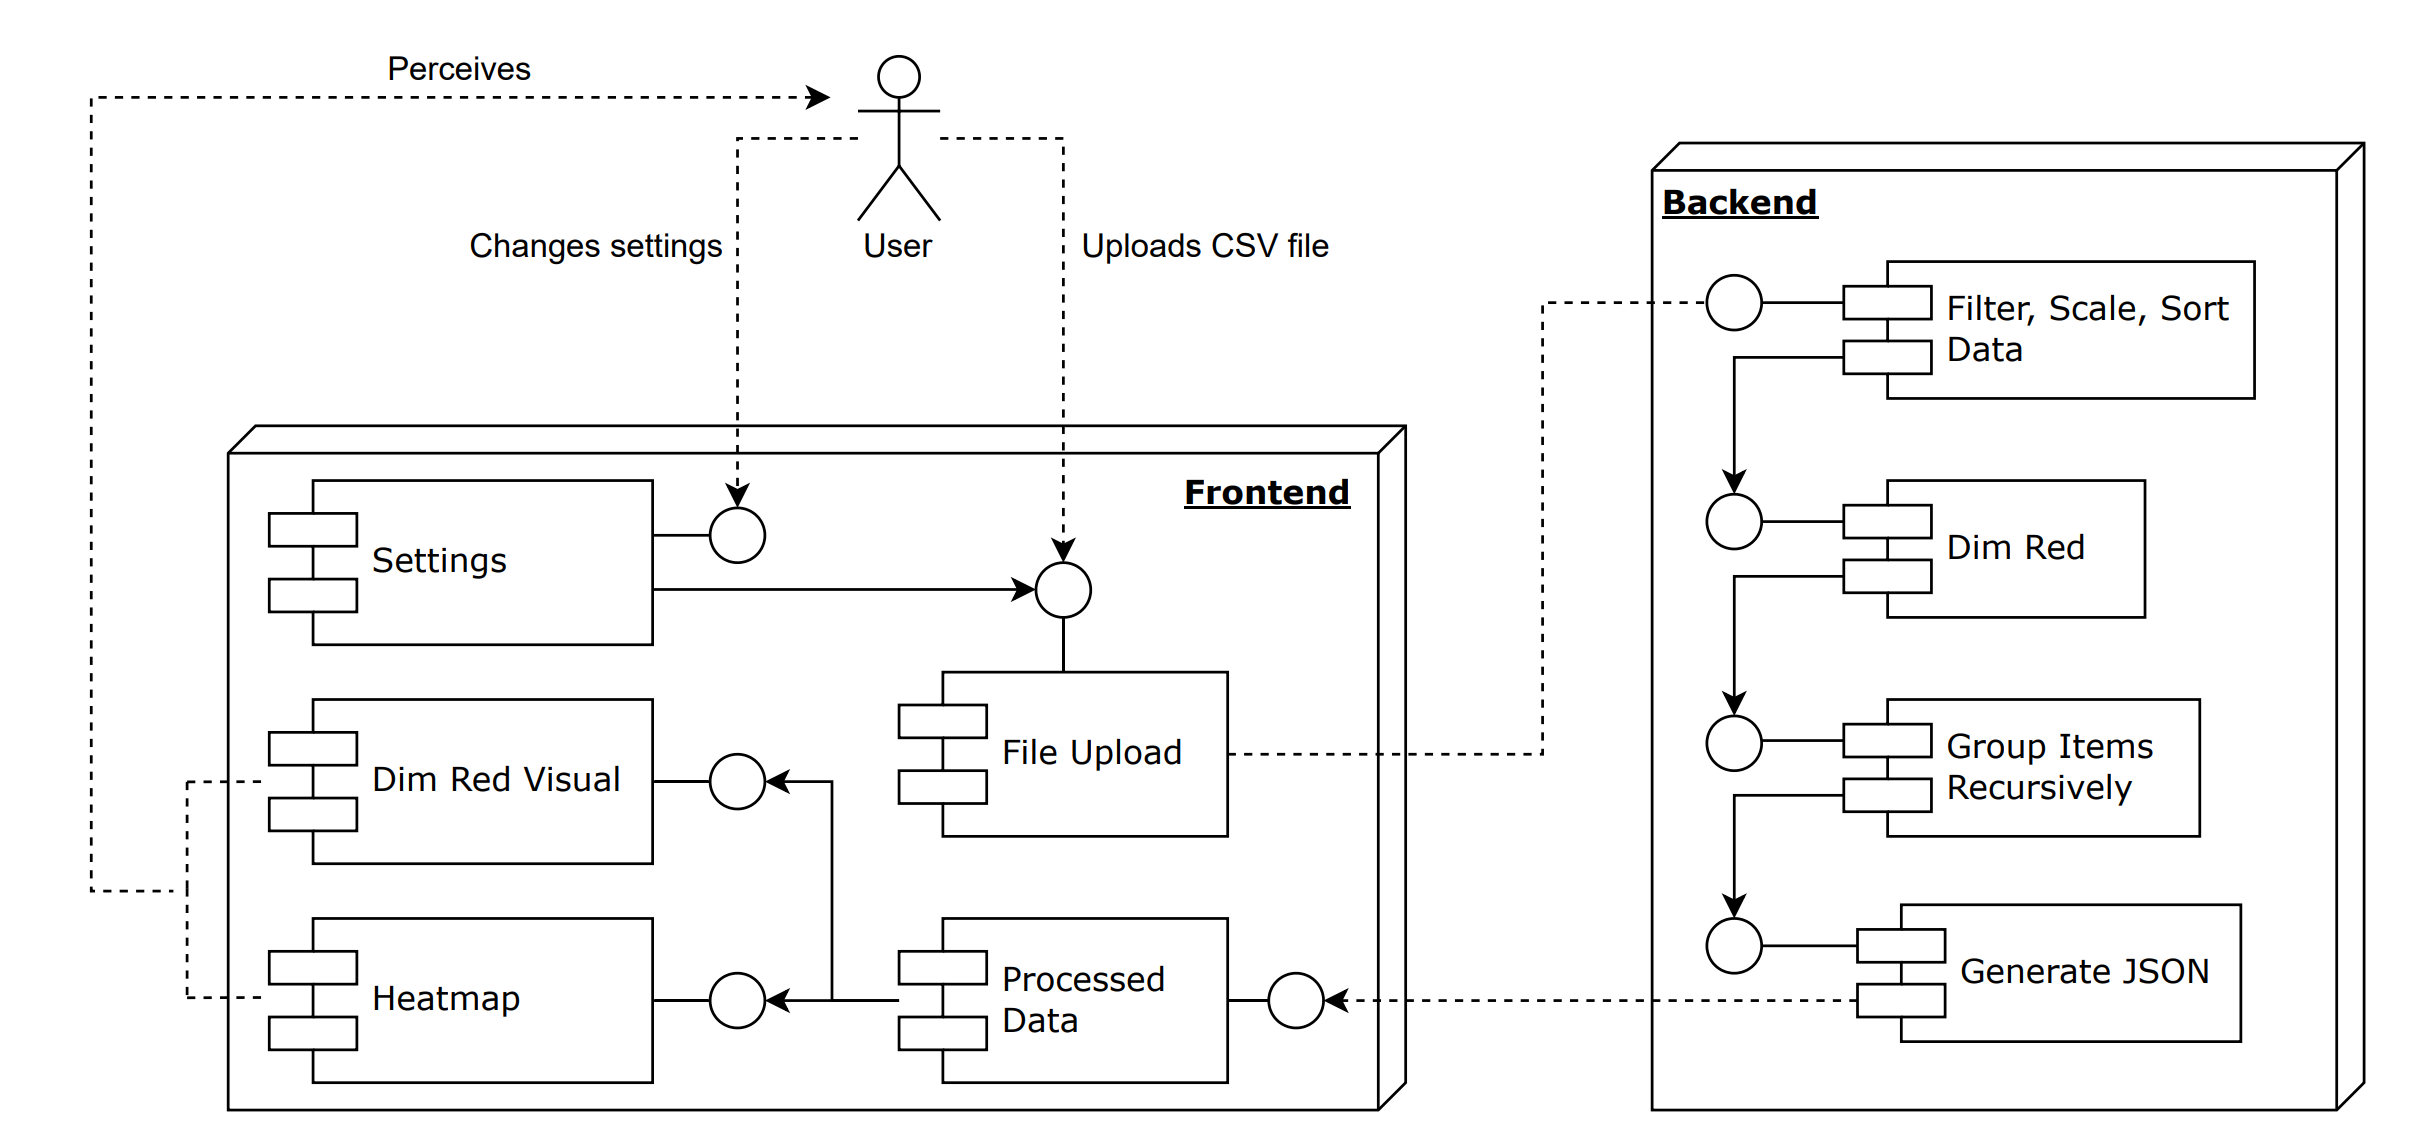 Perceives
Changes settings
User
Uploads CSV file
Frontend
Settings
Dim Red Visual
File Upload
Heatmap
Processed
Data
Backend
Filter, Scale, Sort
Data
Dim Red
Group Items
Recursively
Generate JSON